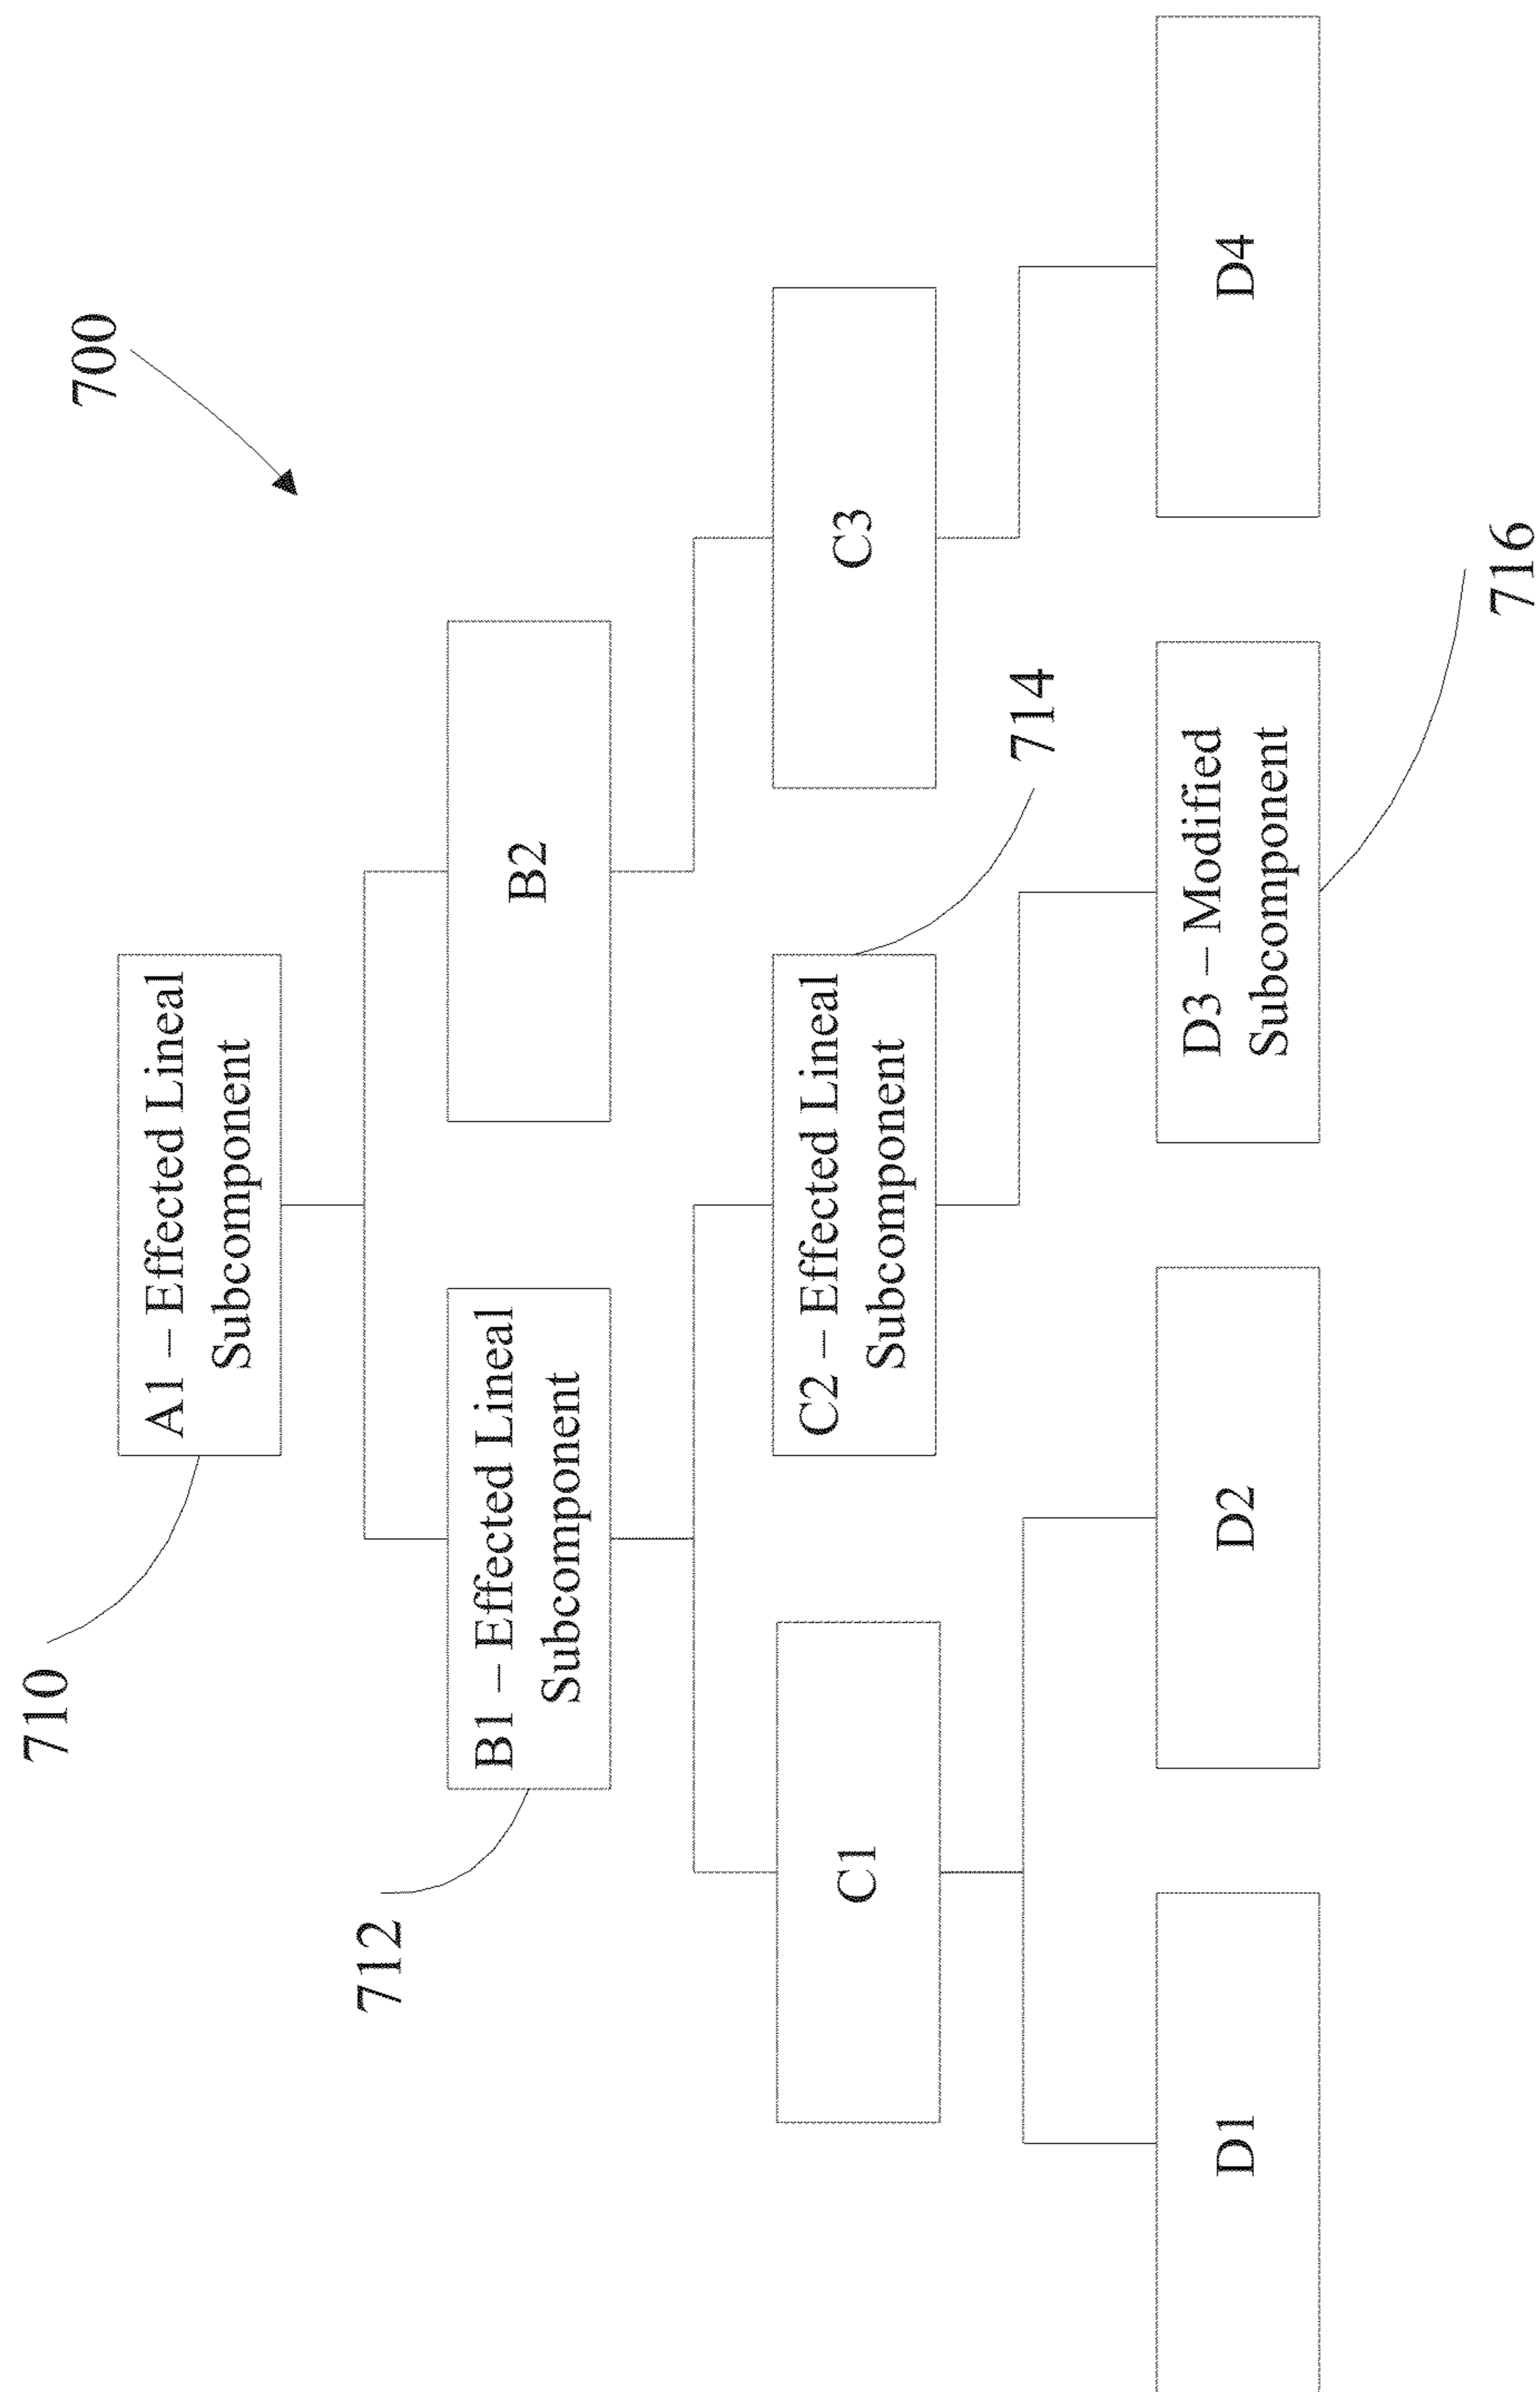 700
710
A1 – Effected Lineal
Subcomponent
712
B1 – Effected Lineal
Subcomponent
B2
C1
C2 – Effected Lineal
Subcomponent
C3
714
D1
D2
D3 – Modified
Subcomponent
D4
716